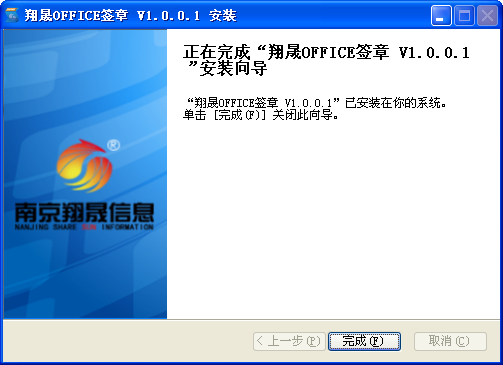 翔晟OFFICE签章 V1.0.0.1 安装
正在完成“翔晟OFFICE签章 V1.0.0.1
”安装向导
“翔晟OFFICE签章 V1.0.0.1”已安装在你的系统。
单击 [完成(F)] 关闭此向导。
®
南京翔晟信息
NANJING SHARE SUN INFORMATION
< 上一步(P)
完成(F)
取消(C)